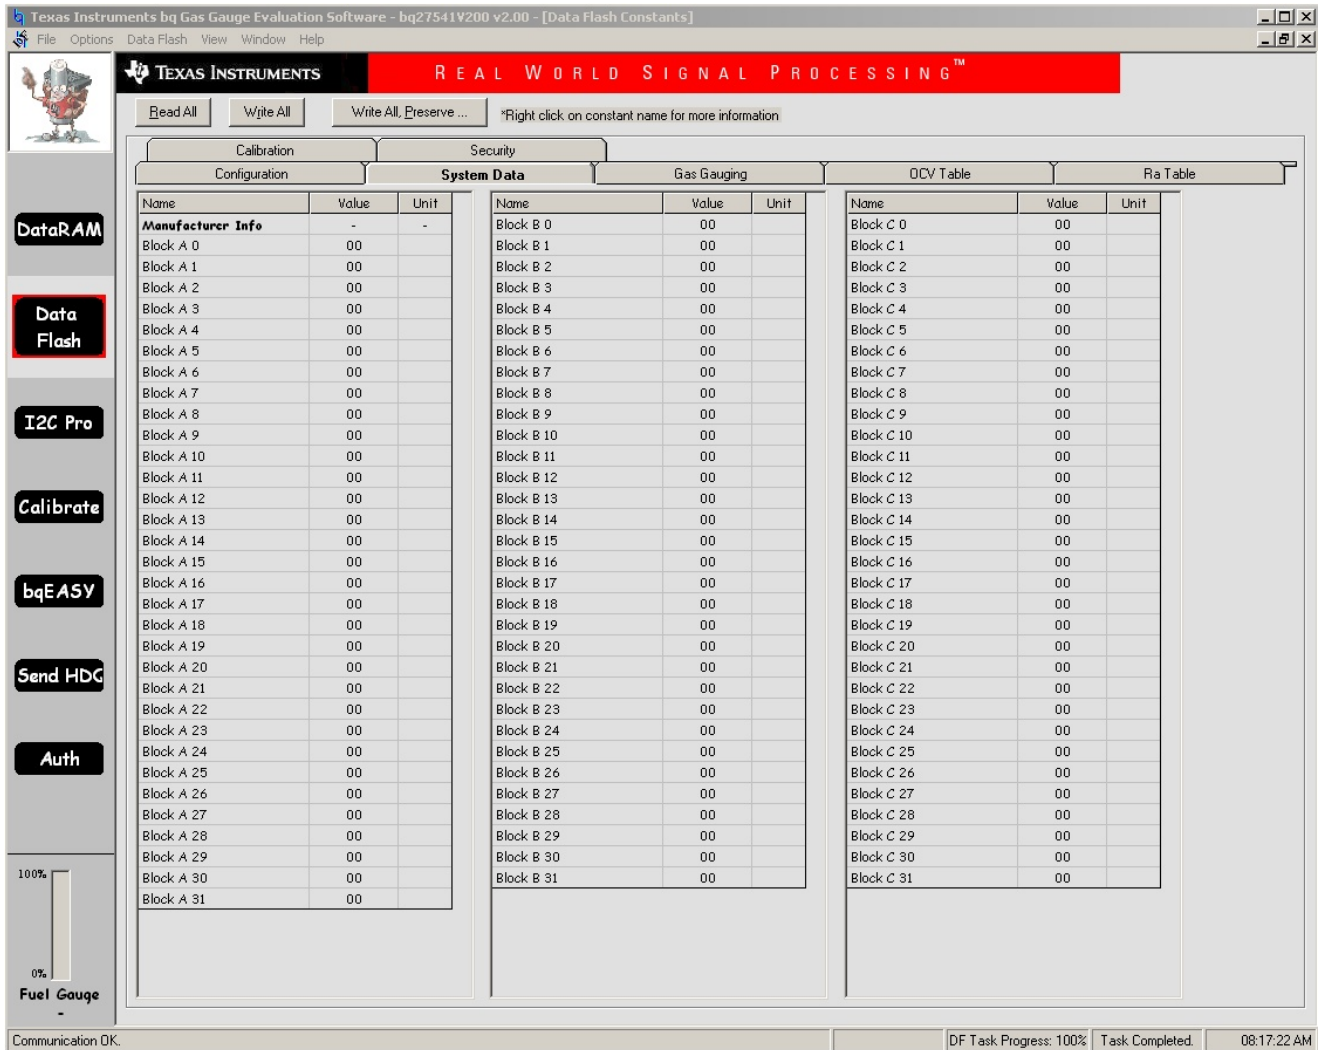 Texas Instruments bq Gas Gauge Evaluation Software - bq27541V200 v2.00 - [Data Flash Constants]
File Options Data Flash View Window Help
TEXAS INSTRUMENTS REAL WORLD SIGNAL PROCESSING™
Read All Write All Write All, Preserve ... *Right click on constant name for more information
Calibration Security
Configuration System Data Gas Gauging OCV Table Ra Table
DataRAM
Data
Flash
I2C Pro
Calibrate
bqEASY
Send HDG
Auth
100%
0%
Fuel Gauge
-
Name Value Unit
Manufacturer Info - -
Block A 0 00
Block A 1 00
Block A 2 00
Block A 3 00
Block A 4 00
Block A 5 00
Block A 6 00
Block A 7 00
Block A 8 00
Block A 9 00
Block A 10 00
Block A 11 00
Block A 12 00
Block A 13 00
Block A 14 00
Block A 15 00
Block A 16 00
Block A 17 00
Block A 18 00
Block A 19 00
Block A 20 00
Block A 21 00
Block A 22 00
Block A 23 00
Block A 24 00
Block A 25 00
Block A 26 00
Block A 27 00
Block A 28 00
Block A 29 00
Block A 30 00
Block A 31 00
Name Value Unit
Block B 0 00
Block B 1 00
Block B 2 00
Block B 3 00
Block B 4 00
Block B 5 00
Block B 6 00
Block B 7 00
Block B 8 00
Block B 9 00
Block B 10 00
Block B 11 00
Block B 12 00
Block B 13 00
Block B 14 00
Block B 15 00
Block B 16 00
Block B 17 00
Block B 18 00
Block B 19 00
Block B 20 00
Block B 21 00
Block B 22 00
Block B 23 00
Block B 24 00
Block B 25 00
Block B 26 00
Block B 27 00
Block B 28 00
Block B 29 00
Block B 30 00
Block B 31 00
Name Value Unit
Block C 0 00
Block C 1 00
Block C 2 00
Block C 3 00
Block C 4 00
Block C 5 00
Block C 6 00
Block C 7 00
Block C 8 00
Block C 9 00
Block C 10 00
Block C 11 00
Block C 12 00
Block C 13 00
Block C 14 00
Block C 15 00
Block C 16 00
Block C 17 00
Block C 18 00
Block C 19 00
Block C 20 00
Block C 21 00
Block C 22 00
Block C 23 00
Block C 24 00
Block C 25 00
Block C 26 00
Block C 27 00
Block C 28 00
Block C 29 00
Block C 30 00
Block C 31 00
Communication OK. DF Task Progress: 100% Task Completed. 08:17:22 AM